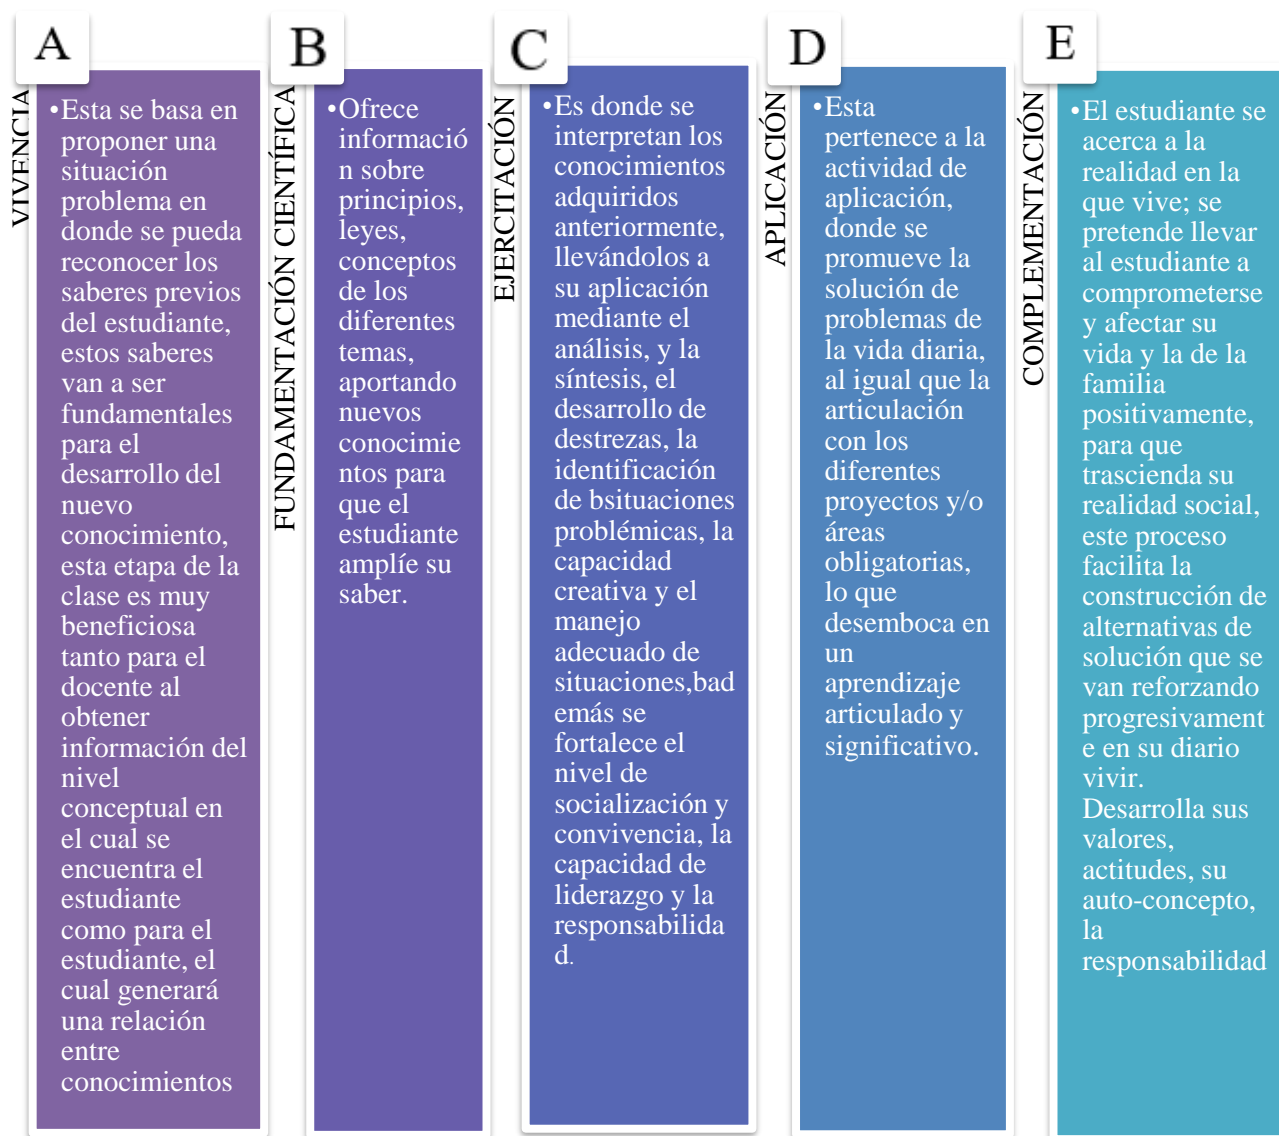 A
VIVENCIA
•Esta se basa en
proponer una
situación
problema en
donde se pueda
reconocer los
saberes previos
del estudiante,
estos saberes
van a ser
fundamentales
para el
desarrollo del
nuevo
conocimiento,
esta etapa de la
clase es muy
beneficiosa
tanto para el
docente al
obtener
información del
nivel
conceptual en
el cual se
encuentra el
estudiante
como para el
estudiante, el
cual generará
una relación
entre
conocimientos
B
FUNDAMENTACIÓN CIENTÍFICA
•Ofrece
informació
n sobre
principios,
leyes,
conceptos
de los
diferentes
temas,
aportando
nuevos
conocimie
ntos para
que el
estudiante
amplíe su
saber.
C
EJERCITACIÓN
•Es donde se
interpretan los
conocimientos
adquiridos
anteriormente,
llevándolos a
su aplicación
mediante el
análisis, y la
síntesis, el
desarrollo de
destrezas, la
identificación
de bsituaciones
problémicas, la
capacidad
creativa y el
manejo
adecuado de
situaciones,bad
emás se
fortalece el
nivel de
socialización y
convivencia, la
capacidad de
liderazgo y la
responsabilida
d.
D
APLICACIÓN
•Esta
pertenece a la
actividad de
aplicación,
donde se
promueve la
solución de
problemas de
la vida diaria,
al igual que la
articulación
con los
diferentes
proyectos y/o
áreas
obligatorias,
lo que
desemboca en
un
aprendizaje
articulado y
significativo.
E
COMPLEMENTACIÓN
•El estudiante se
acerca a la
realidad en la
que vive; se
pretende llevar
al estudiante a
comprometerse
y afectar su
vida y la de la
familia
positivamente,
para que
trascienda su
realidad social,
este proceso
facilita la
construcción de
alternativas de
solución que se
van reforzando
progresivament
e en su diario
vivir.
Desarrolla sus
valores,
actitudes, su
auto-concepto,
la
responsabilidad